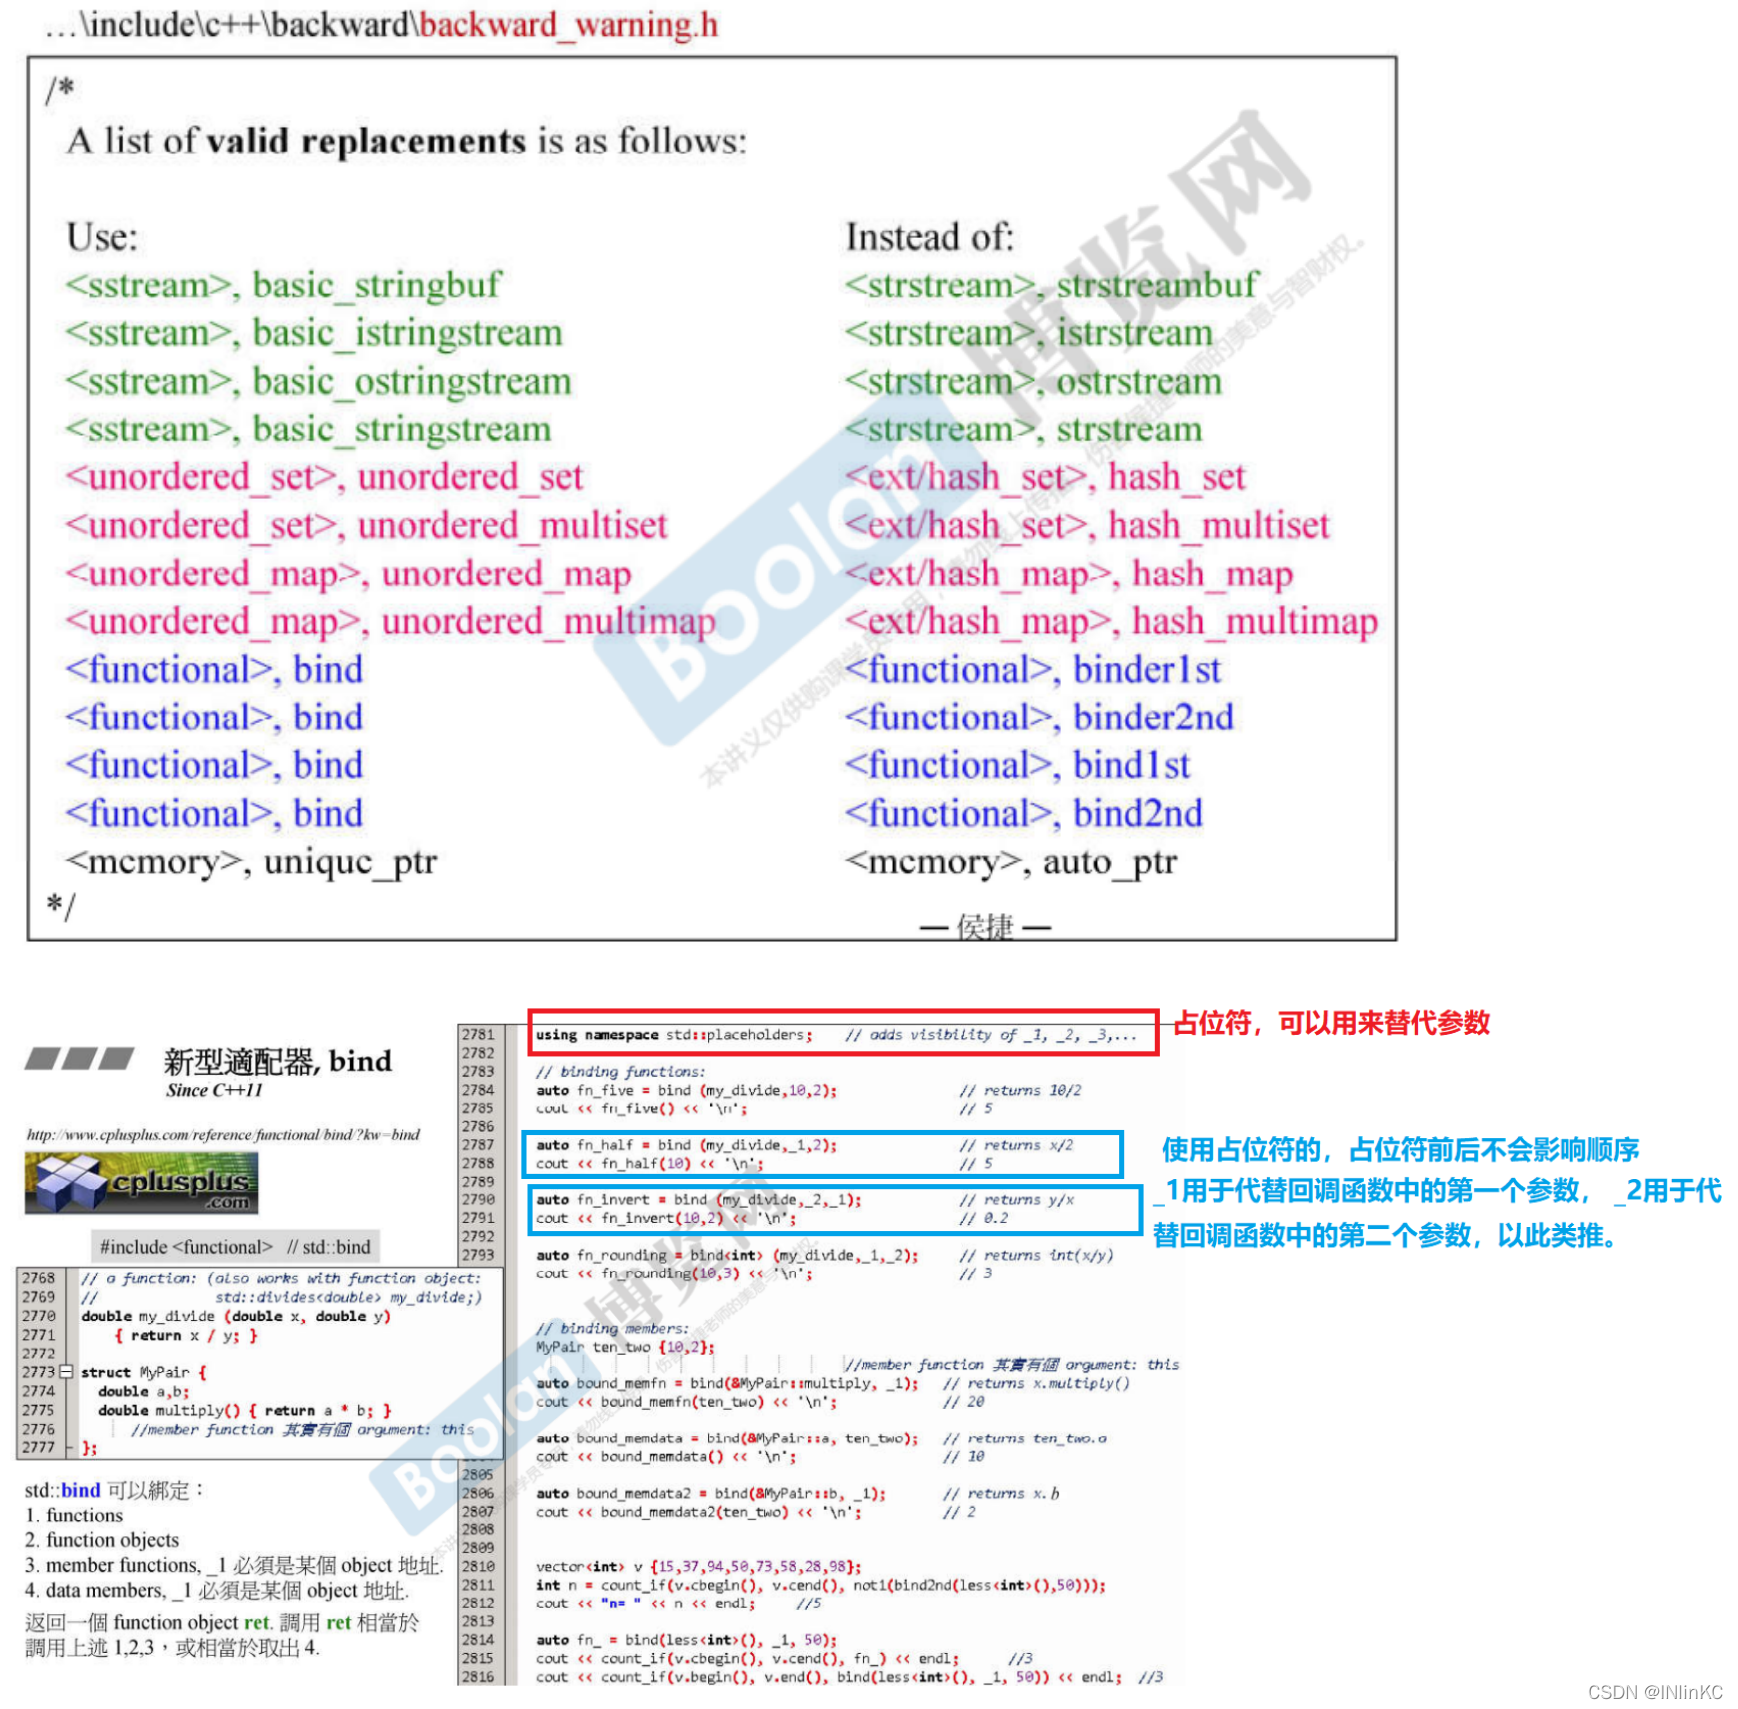 ...\include\c++\backward\backward_warning.h
/*
A list of valid replacements is as follows:
Use: Instead of:
<sstream>, basic_stringbuf <strstream>, strstreambuf
<sstream>, basic_istringstream <strstream>, istrstream
<sstream>, basic_ostringstream <strstream>, ostrstream
<sstream>, basic_stringstream <strstream>, strstream
<unordered_set>, unordered_set <ext/hash_set>, hash_set
<unordered_set>, unordered_multiset <ext/hash_set>, hash_multiset
<unordered_map>, unordered_map <ext/hash_map>, hash_map
<unordered_map>, unordered_multimap <ext/hash_map>, hash_multimap
<functional>, bind <functional>, binder1st
<functional>, bind <functional>, binder2nd
<functional>, bind <functional>, bind1st
<functional>, bind <functional>, bind2nd
<memory>, unique_ptr <memory>, auto_ptr
*/
— 侯捷 —
Boolan 博览网
新型適配器, bind
Since C++11
http://www.cplusplus.com/reference/functional/bind/?kw=bind
cplusplus
.com
#include <functional> // std::bind
2768 // a function: (also works with function object:
2769 // std::divides<double> my_divide;)
2770 double my_divide (double x, double y)
2771 { return x / y; }
2772
2773 struct MyPair {
2774 double a,b;
2775 double multiply() { return a * b; }
2776 //member function 其實有個 argument: this
2777 };
std::bind 可以綁定：
1. functions
2. function objects
3. member functions, _1 必須是某個 object 地址.
4. data members, _1 必須是某個 object 地址.
返回一個 function object ret. 調用 ret 相當於
調用上述 1,2,3，或相當於取出 4.
2781 using namespace std::placeholders; // adds visibility of _1, _2, _3,...
2782
2783 // binding functions:
2784 auto fn_five = bind (my_divide,10,2); // returns 10/2
2785 cout << fn_five() << '\n'; // 5
2786
2787 auto fn_half = bind (my_divide,_1,2); // returns x/2
2788 cout << fn_half(10) << '\n'; // 5
2789
2790 auto fn_invert = bind (my_divide,_2,_1); // returns y/x
2791 cout << fn_invert(10,2) << '\n'; // 0.2
2792
2793 auto fn_rounding = bind<int> (my_divide,_1,_2); // returns int(x/y)
cout << fn_rounding(10,3) << '\n'; // 3
// binding members:
MyPair ten_two {10,2};
//member function 其實有個 argument: this
auto bound_memfn = bind(&MyPair::multiply, _1); // returns x.multiply()
cout << bound_memfn(ten_two) << '\n'; // 20
auto bound_memdata = bind(&MyPair::a, ten_two); // returns ten_two.a
cout << bound_memdata() << '\n'; // 10
2805
2806 auto bound_memdata2 = bind(&MyPair::b, _1); // returns x.b
2807 cout << bound_memdata2(ten_two) << '\n'; // 2
2808
2809
2810 vector<int> v {15,37,94,50,73,58,28,98};
2811 int n = count_if(v.cbegin(), v.cend(), not1(bind2nd(less<int>(),50)));
2812 cout << "n= " << n << endl; //5
2813
2814 auto fn_ = bind(less<int>(), _1, 50);
2815 cout << count_if(v.cbegin(), v.cend(), fn_) << endl; //3
2816 cout << count_if(v.begin(), v.end(), bind(less<int>(), _1, 50)) << endl; //3
Boolan 博览网
占位符，可以用来替代参数
使用占位符的，占位符前后不会影响顺序
_1用于代替回调函数中的第一个参数， _2用于代
替回调函数中的第二个参数，以此类推。
CSDN @INlinKC